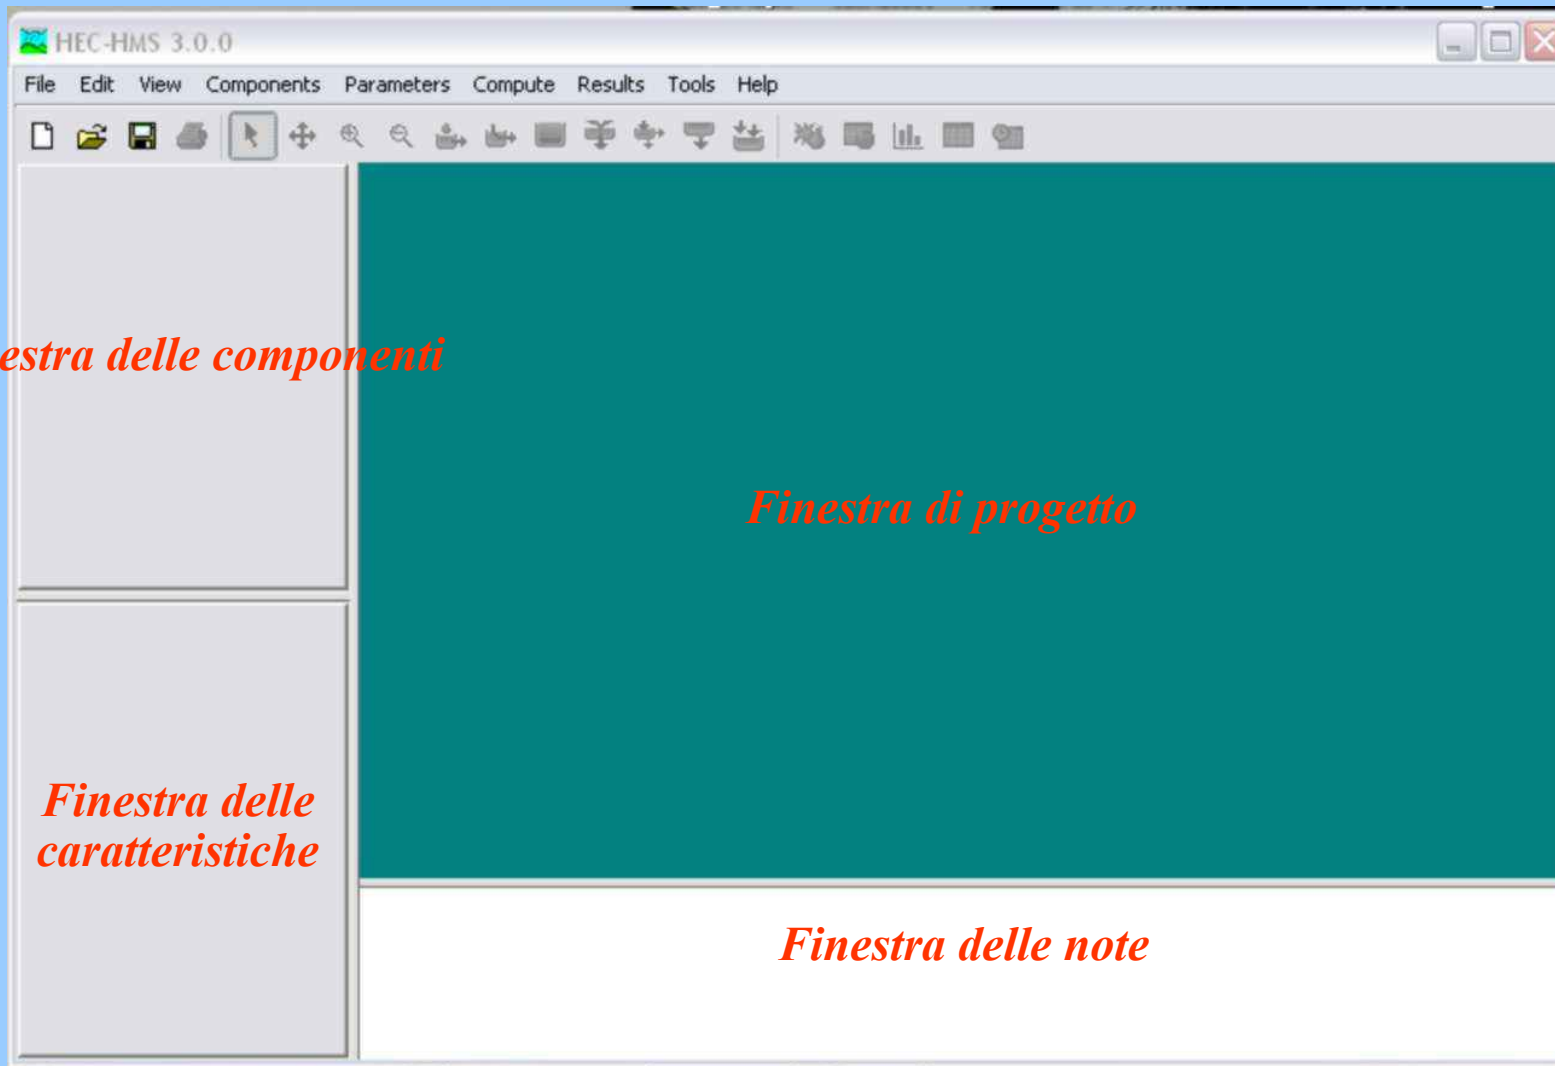 HEC-HMS 3.0.0
File Edit View Components Parameters Compute Results Tools Help
estra delle componenti
Finestra di progetto
Finestra delle
caratteristiche
Finestra delle note